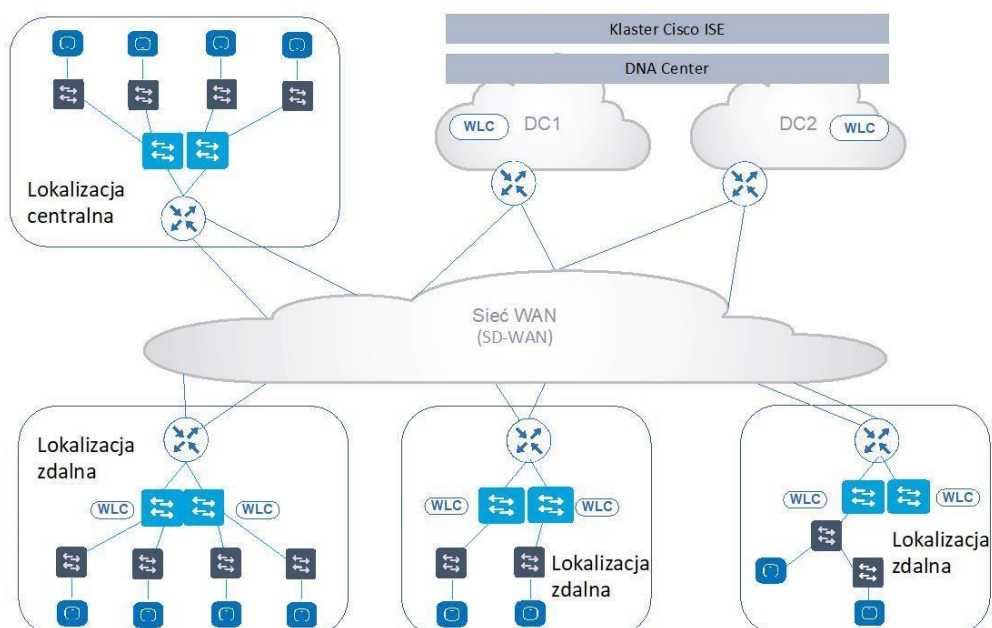 Klaster Cisco ISE
DNA Center
WLC
DC1
DC2
WLC
Lokalizacja
centralna
Sieć WAN
(SD-WAN)
Lokalizacja
zdalna
WLC
WLC
WLC
WLC
Lokalizacja
zdalna
WLC
WLC
Lokalizacja
zdalna